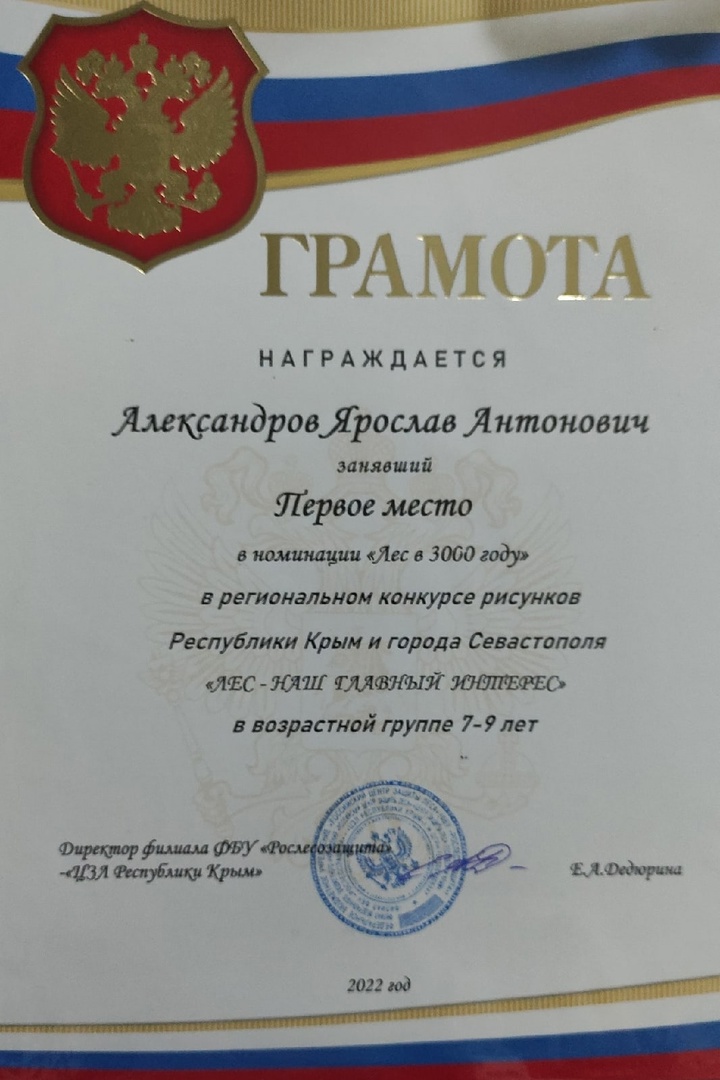 ГРАМОТА
НАГРАЖДАЕТСЯ
Александров Ярослав Антонович
занявший
Первое место
в номинации «Лес в 3000 году»
в региональном конкурсе рисунков
Республики Крым и города Севастополя
«ЛЕС - НАШ ГЛАВНЫЙ ИНТЕРЕС»
в возрастной группе 7-9 лет
Директор филиала ФБУ «Рослесозащита»
-«ЦЗЛ Республики Крым»
Е.А.Дедюрина
2022 год